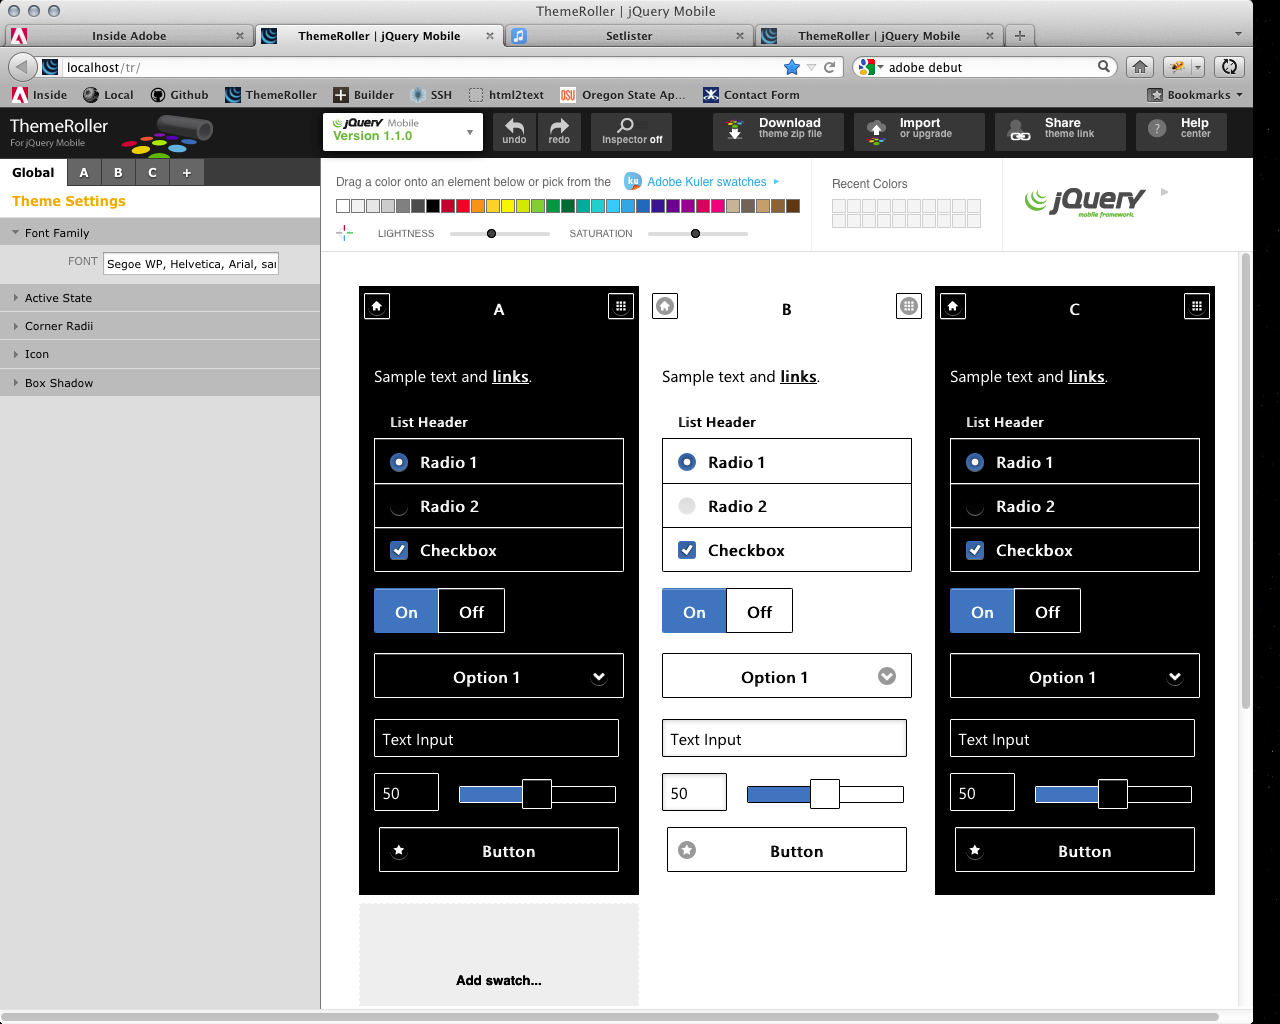 ThemeRoller | jQuery Mobile
Inside Adobe
ThemeRoller | jQuery Mobile
Setlister
ThemeRoller | jQuery Mobile
localhost/tr/
adobe debut
Inside
Local
Github
ThemeRoller
Builder
SSH
html2text
OSU Oregon State Ap...
Contact Form
Bookmarks
ThemeRoller
For jQuery Mobile
jQuery Mobile
Version 1.1.0
undo
redo
Inspector off
Download
theme zip file
Import
or upgrade
Share
theme link
? Help
center
Global
A
B
C
+
Theme Settings
Font Family
FONT
Segoe WP, Helvetica, Arial, sa
Active State
Corner Radii
Icon
Box Shadow
Drag a color onto an element below or pick from the
ku
Adobe Kuler swatches
LIGHTNESS
SATURATION
Recent Colors
jQuery
mobile framework.
A
Sample text and links.
List Header
Radio 1
Radio 2
Checkbox
On
Off
Option 1
Text Input
50
Button
B
Sample text and links.
List Header
Radio 1
Radio 2
Checkbox
On
Off
Option 1
Text Input
50
Button
C
Sample text and links.
List Header
Radio 1
Radio 2
Checkbox
On
Off
Option 1
Text Input
50
Button
Add swatch...